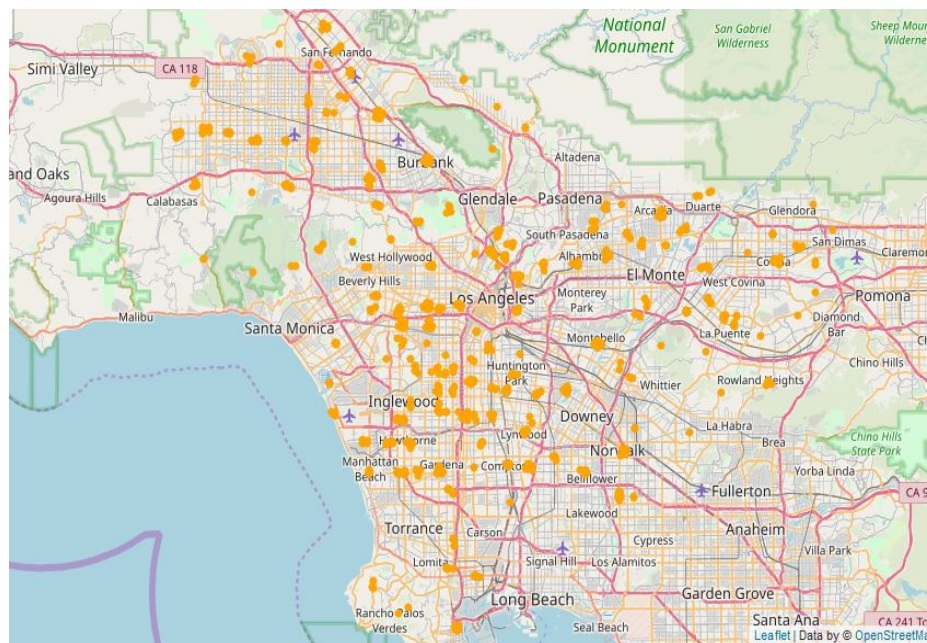 National
Monument
San Gabriel
Wilderness
Sheep Mour
Wilderne
Simi Valley
CA 118
San Fernando
and Oaks
Agoura Hills
Calabasas
Burbank
Altadena
Glendale
Pasadena
Arcadia
Duarte
Glendora
South Pasadena
San Dimas
Claremon
West Hollywood
Alhambra
El Monte
Covina
Beverly Hills
West Covina
Pomona
Malibu
Los Angeles
Monterey
Park
Santa Monica
La Puente
Diamond
Bar
Montebello
Chino Hills
Huntington
Park
Whittier
Rowland Heights
Inglewood
Downey
La Habra
Brea
Chino Hills
State Park
Hawthorne
Lynwood
Norwalk
Manhattan
Beach
Gardena
Compton
Yorba Linda
Bellflower
Fullerton
CA 9
Lakewood
Torrance
Carson
Cypress
Anaheim
Villa Park
Lomita
Signal Hill
Los Alamitos
Garden Grove
Long Beach
Rancho Palos
Verdes
Seal Beach
Santa Ana
CA 241 To
Leaflet | Data by © OpenStreetMa